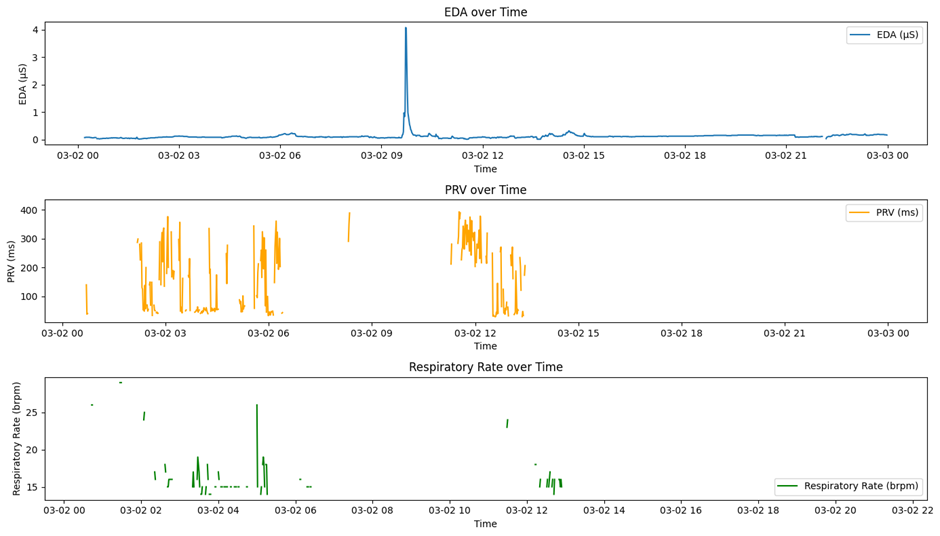 EDA over Time
4
3
2
1
0
EDA (μS)
EDA (μS)
03-02 00 03-02 03 03-02 06 03-02 09 03-02 12 03-02 15 03-02 18 03-02 21 03-03 00
Time
PRV over Time
400
300
200
100
PRV (ms)
PRV (ms)
03-02 00 03-02 03 03-02 06 03-02 09 03-02 12 03-02 15 03-02 18 03-02 21 03-03 00
Time
Respiratory Rate over Time
25
20
15
Respiratory Rate (brpm)
Respiratory Rate (brpm)
03-02 00 03-02 02 03-02 04 03-02 06 03-02 08 03-02 10 03-02 12 03-02 14 03-02 16 03-02 18 03-02 20 03-02 22
Time